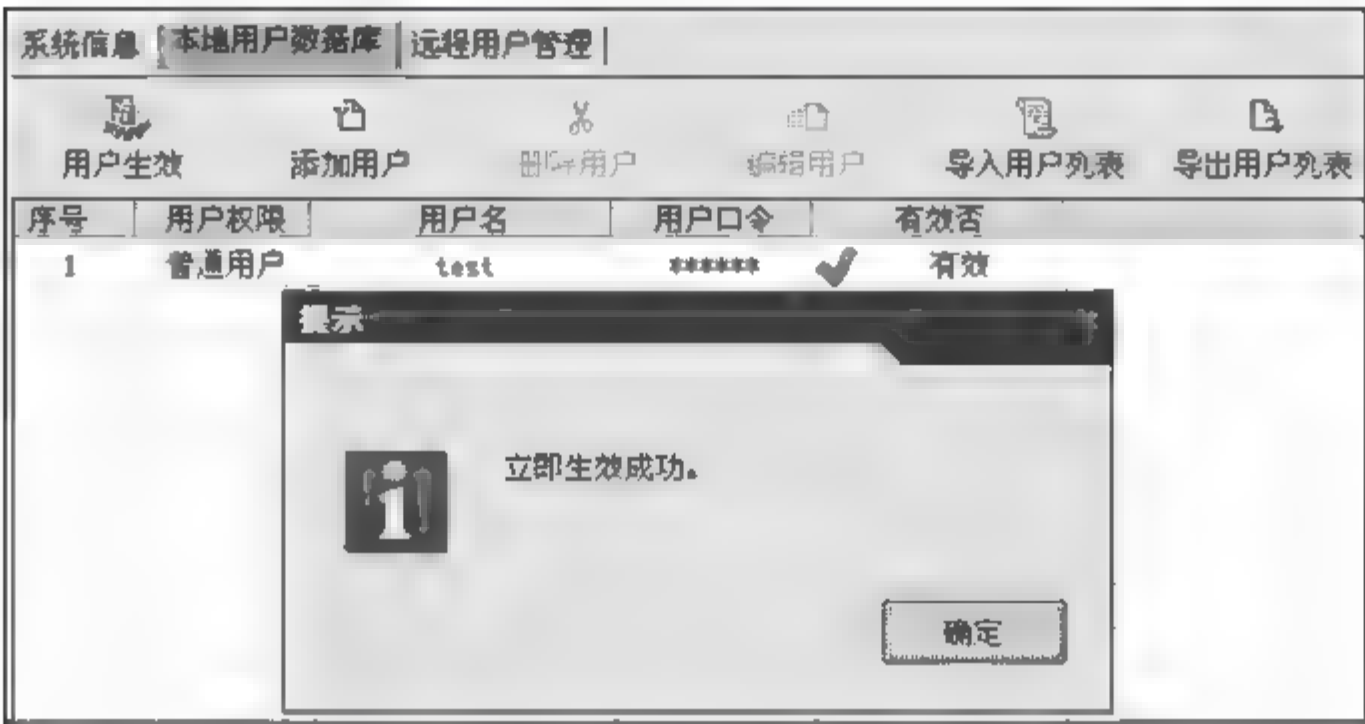 系统信息 本地用户数据库 远程用户管理
用户生效 添加用户 删除用户 编辑用户 导入用户列表 导出用户列表
序号 用户权限 用户名 用户口令 有效否
1 普通用户 test ****** 有效
提示
立即生效成功。
确定